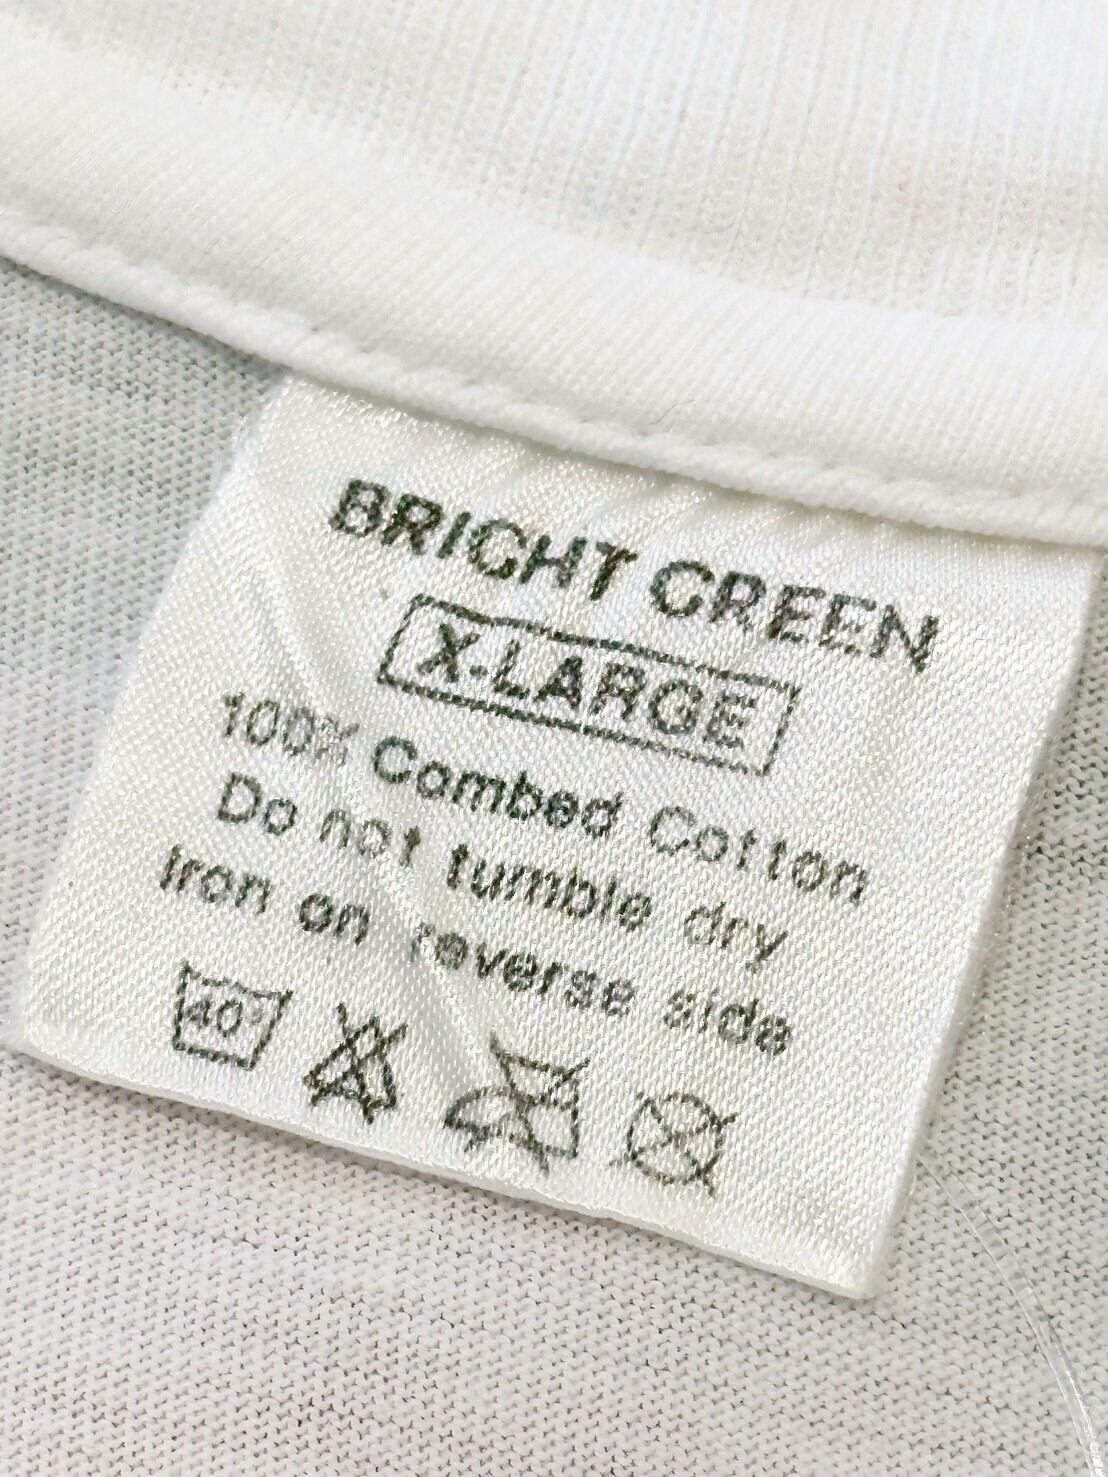 BRIGHT GREEN
X-LARGE
100% Combed Cotton
Do not tumble dry
Iron on reverse side
40°